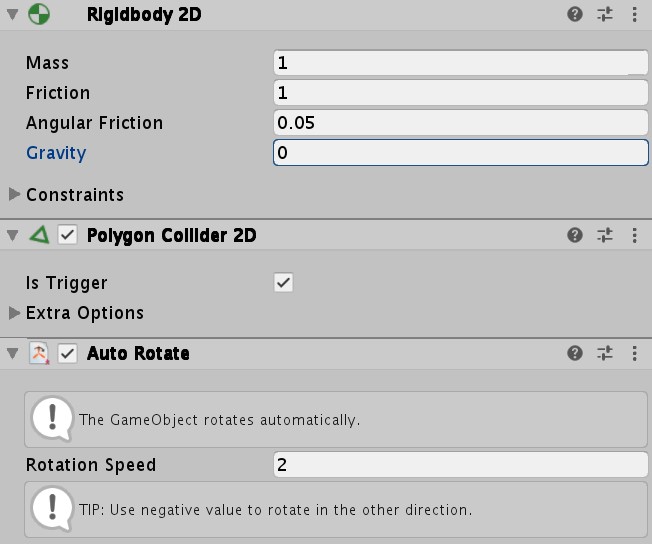 Rigidbody 2D
Mass 1
Friction 1
Angular Friction 0.05
Gravity 0
Constraints
Polygon Collider 2D
Is Trigger
Extra Options
Auto Rotate
The GameObject rotates automatically.
Rotation Speed 2
TIP: Use negative value to rotate in the other direction.